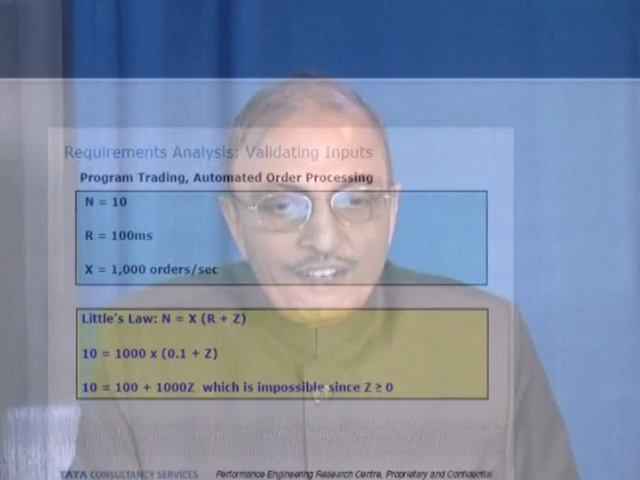 Requirements Analysis: Validating Inputs
Program Trading, Automated Order Processing
N = 10
R = 100ms
X = 1,000 orders/sec
Little's Law: N = X (R + Z)
10 = 1000 x (0.1 + Z)
10 = 100 + 1000Z which is impossible since Z ≥ 0
TATA CONSULTANCY SERVICES Performance Engineering Research Centre, Proprietary and Confidential